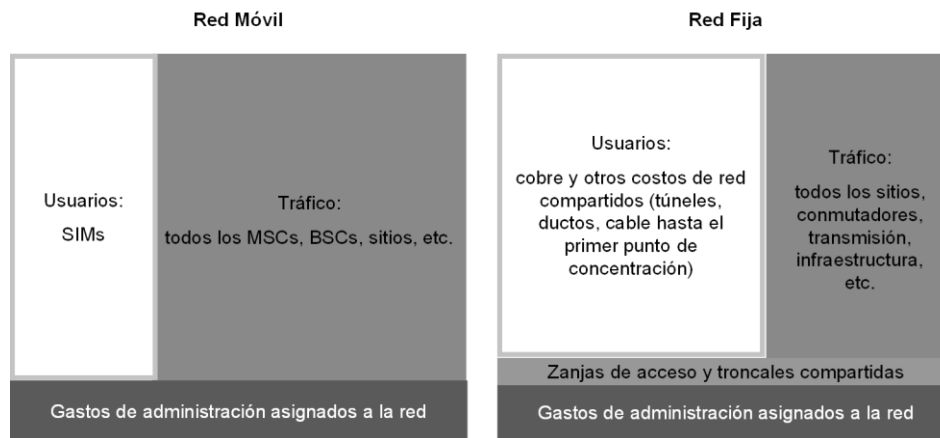 Red Móvil
Usuarios:
SIMs
Tráfico:
todos los MSCs, BSCs, sitios, etc.
Gastos de administración asignados a la red
Red Fija
Usuarios:
cobre y otros costos de red
compartidos (túneles,
ductos, cable hasta el
primer punto de
concentración)
Tráfico:
todos los sitios,
conmutadores,
transmisión,
infraestructura,
etc.
Zanjas de acceso y troncales compartidas
Gastos de administración asignados a la red